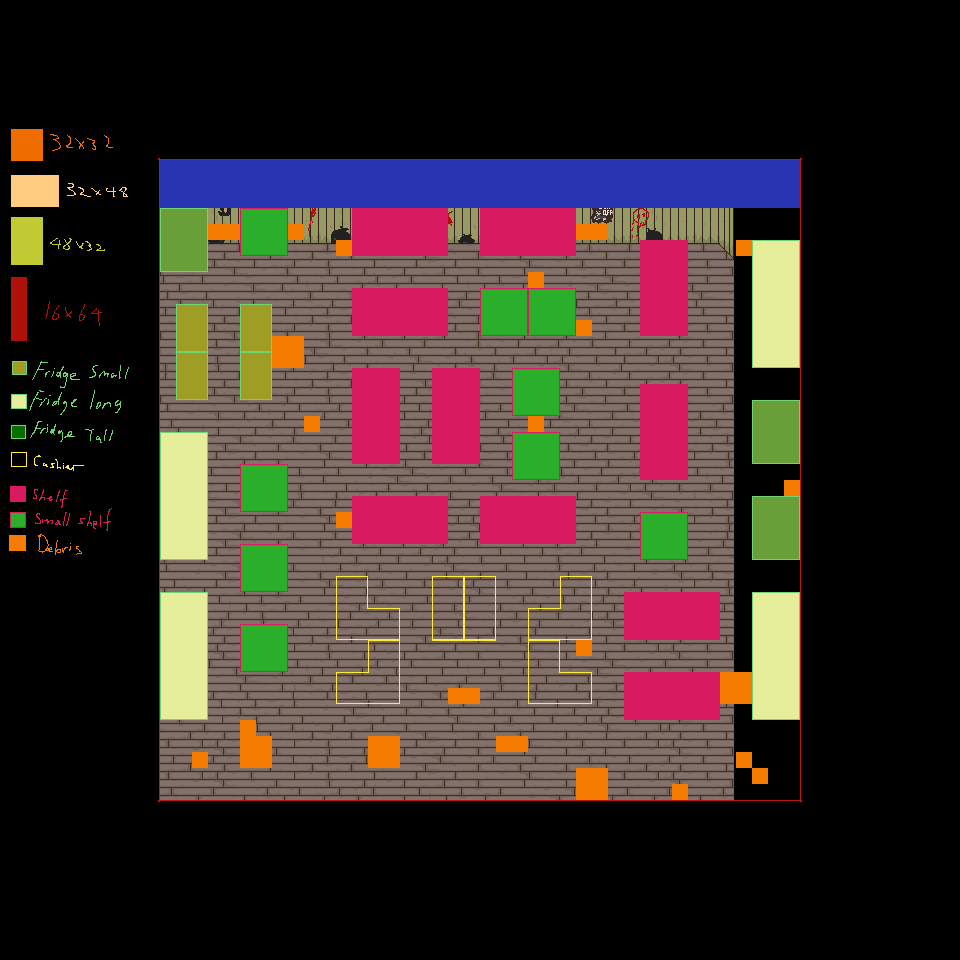 32x32
32x48
48x32
16x64
Fridge Small
Fridge long
Fridge Tall
Cashier
Shelf
Small shelf
Debris